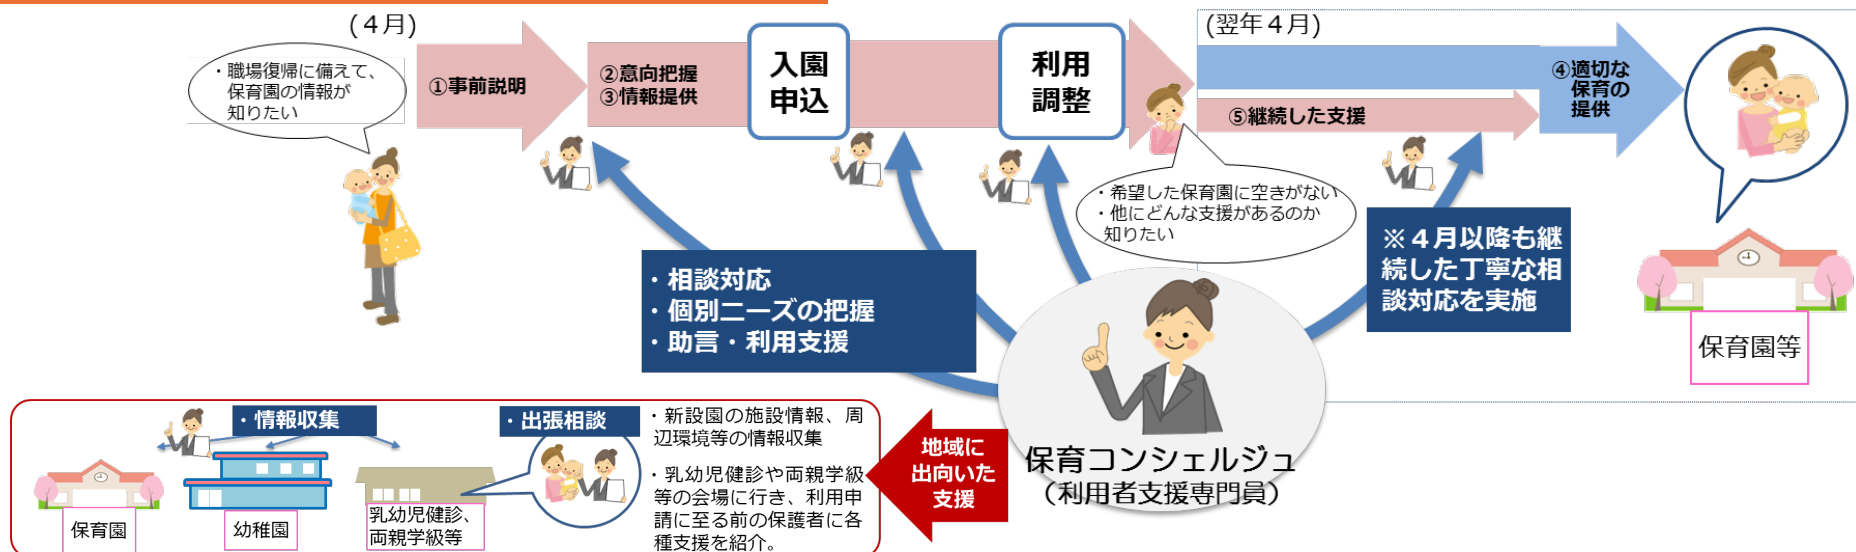 (４月)
・職場復帰に備えて、
保育園の情報が
知りたい
①事前説明
②意向把握
③情報提供
入園
申込
利用
調整
(翌年４月)
④適切な
保育の
提供
⑤継続した支援
・希望した保育園に空きがない
・他にどんな支援があるのか
知りたい
・相談対応
・個別ニーズの把握
・助言・利用支援
※４月以降も継
続した丁寧な相
談対応を実施
保育園等
保育コンシェルジュ
（利用者支援専門員）
地域に
出向いた
支援
・情報収集
・出張相談
・新設園の施設情報、周
辺環境等の情報収集
・乳幼児健診や両親学級
等の会場に行き、利用申
請に至る前の保護者に各
種支援を紹介。
保育園
幼稚園
乳幼児健診、
両親学級等